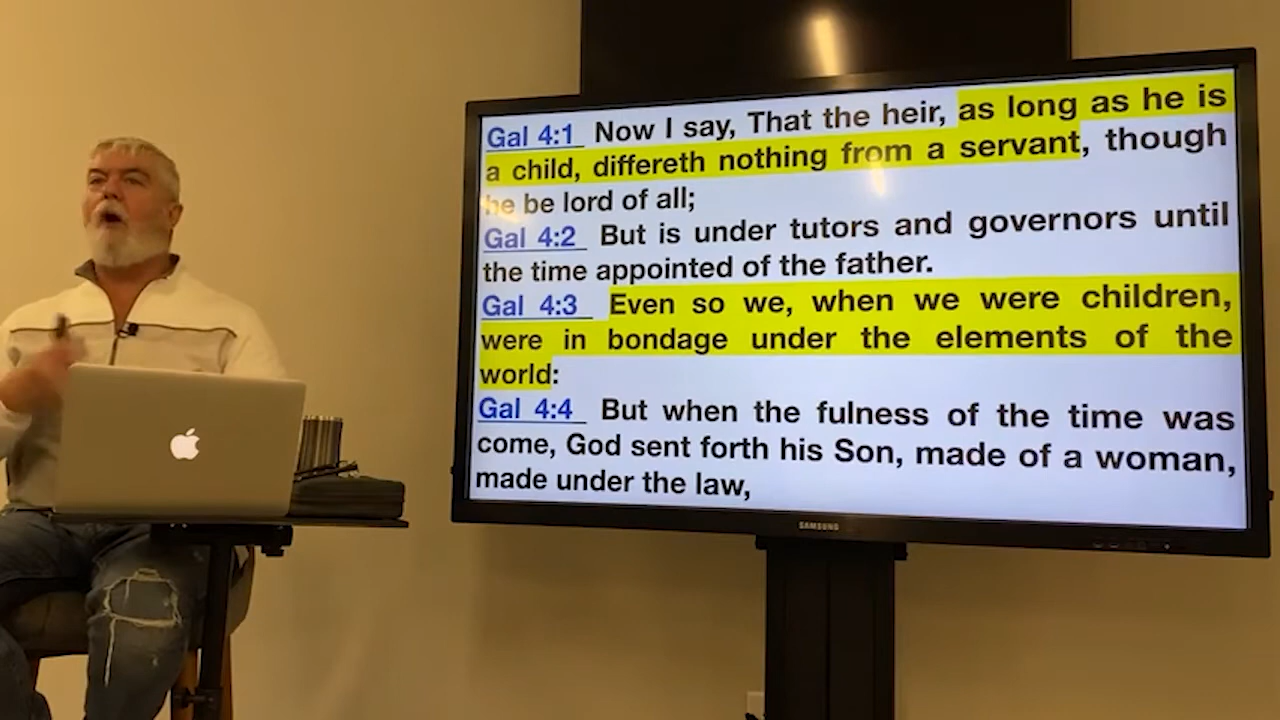 Gal 4:1 Now I say, That the heir, as long as he is
a child, differeth nothing from a servant, though
he be lord of all;
Gal 4:2 But is under tutors and governors until
the time appointed of the father.
Gal 4:3 Even so we, when we were children,
were in bondage under the elements of the
world:
Gal 4:4 But when the fulness of the time was
come, God sent forth his Son, made of a woman,
made under the law,
SAMSUNG